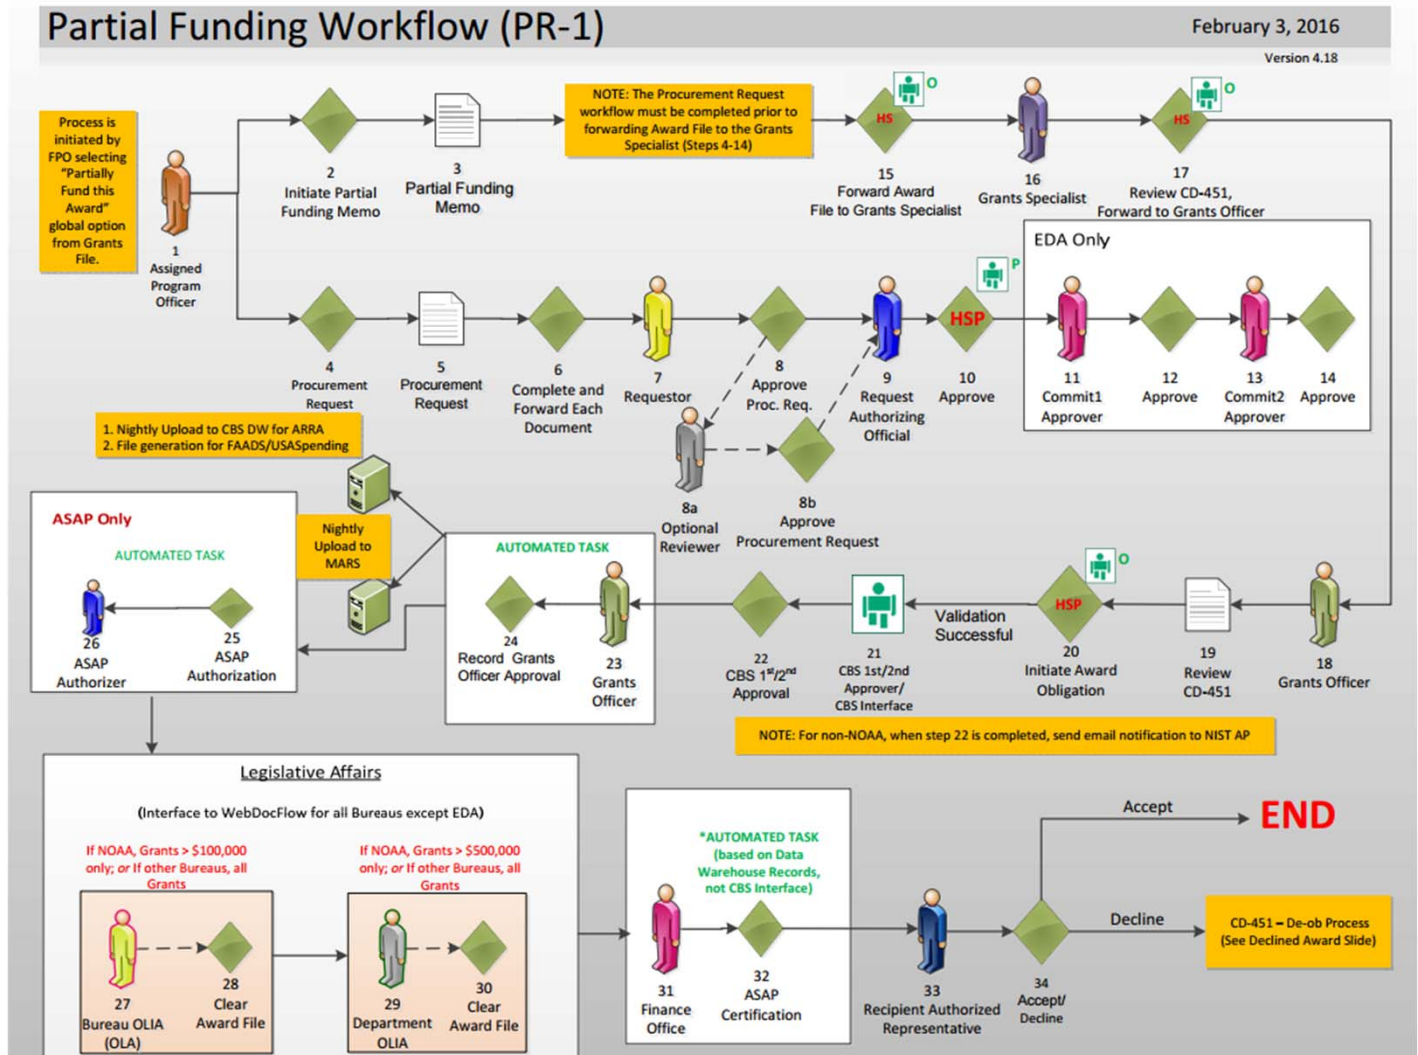 Partial Funding Workflow (PR-1)
February 3, 2016
Version 4.18
Process is
initiated by
FPO selecting
"Partially
Fund this
Award"
global option
from Grants
File.
1
Assigned
Program
Officer
2
Initiate Partial
Funding Memo
3
Partial Funding
Memo
NOTE: The Procurement Request
workflow must be completed prior to
forwarding Award File to the Grants
Specialist (Steps 4-14)
HS
O
15
Forward Award
File to Grants Specialist
16
Grants Specialist
HS
O
17
Review CD-451,
Forward to Grants Officer
4
Procurement
Request
5
Procurement
Request
6
Complete and
Forward Each
Document
7
Requestor
8
Approve
Proc. Req.
8a
Optional
Reviewer
8b
Approve
Procurement Request
9
Request
Authorizing
Official
HSP
P
10
Approve
EDA Only
11
Commit1
Approver
12
Approve
13
Commit2
Approver
14
Approve
18
Grants Officer
19
Review
CD-451
HSP
O
20
Initiate Award
Obligation
Validation
Successful
21
CBS 1st/2nd
Approver/
CBS Interface
22
CBS 1st/2nd
Approval
NOTE: For non-NOAA, when step 22 is completed, send email notification to NIST AP
AUTOMATED TASK
23
Grants
Officer
24
Record Grants
Officer Approval
1. Nightly Upload to CBS DW for ARRA
2. File generation for FAADS/USASpending
Nightly
Upload to
MARS
ASAP Only
AUTOMATED TASK
25
ASAP
Authorization
26
ASAP
Authorizer
Legislative Affairs
(Interface to WebDocFlow for all Bureaus except EDA)
If NOAA, Grants > $100,000
only; or If other Bureaus, all
Grants
27
Bureau OLIA
(OLA)
28
Clear
Award File
If NOAA, Grants > $500,000
only; or If other Bureaus, all
Grants
29
Department
OLIA
30
Clear
Award File
*AUTOMATED TASK
(based on Data
Warehouse Records,
not CBS Interface)
31
Finance
Office
32
ASAP
Certification
33
Recipient Authorized
Representative
34
Accept/
Decline
Accept
END
Decline
CD-451 – De-ob Process
(See Declined Award Slide)